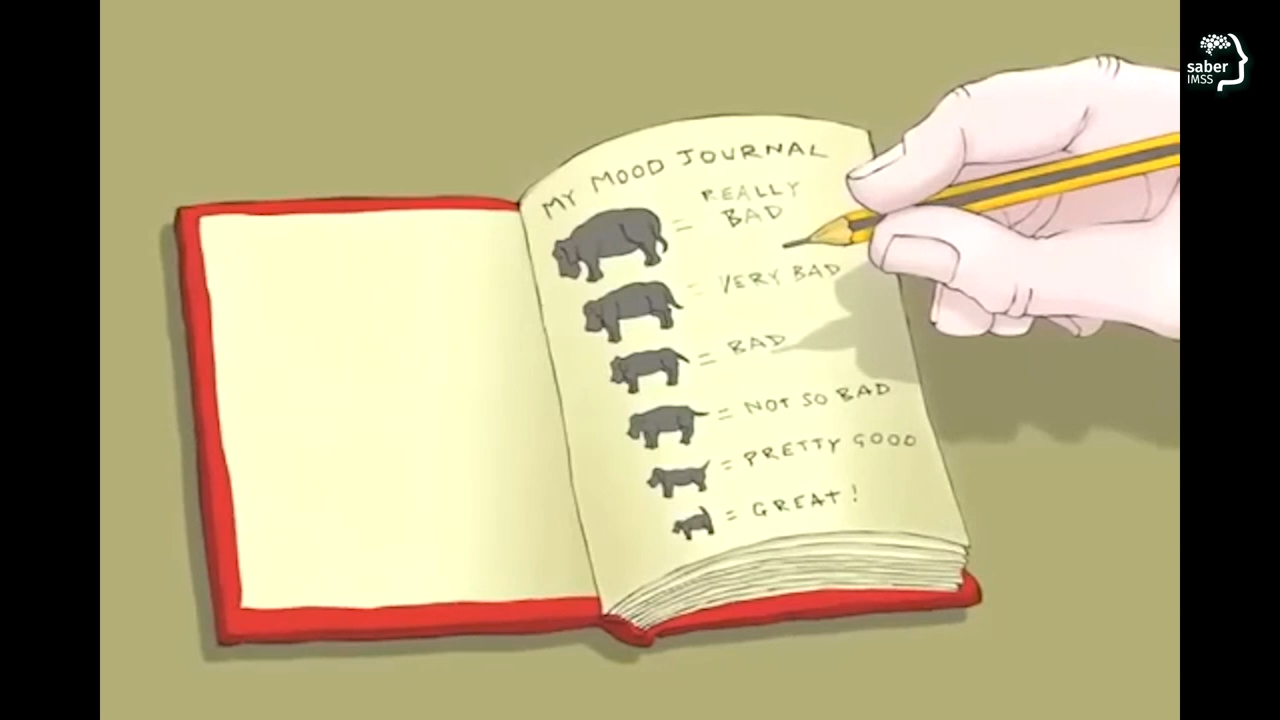 MY MOOD JOURNAL
= REALLY
BAD
= VERY BAD
= BAD
= NOT SO BAD
= PRETTY GOOD
= GREAT!
saber
IMSS